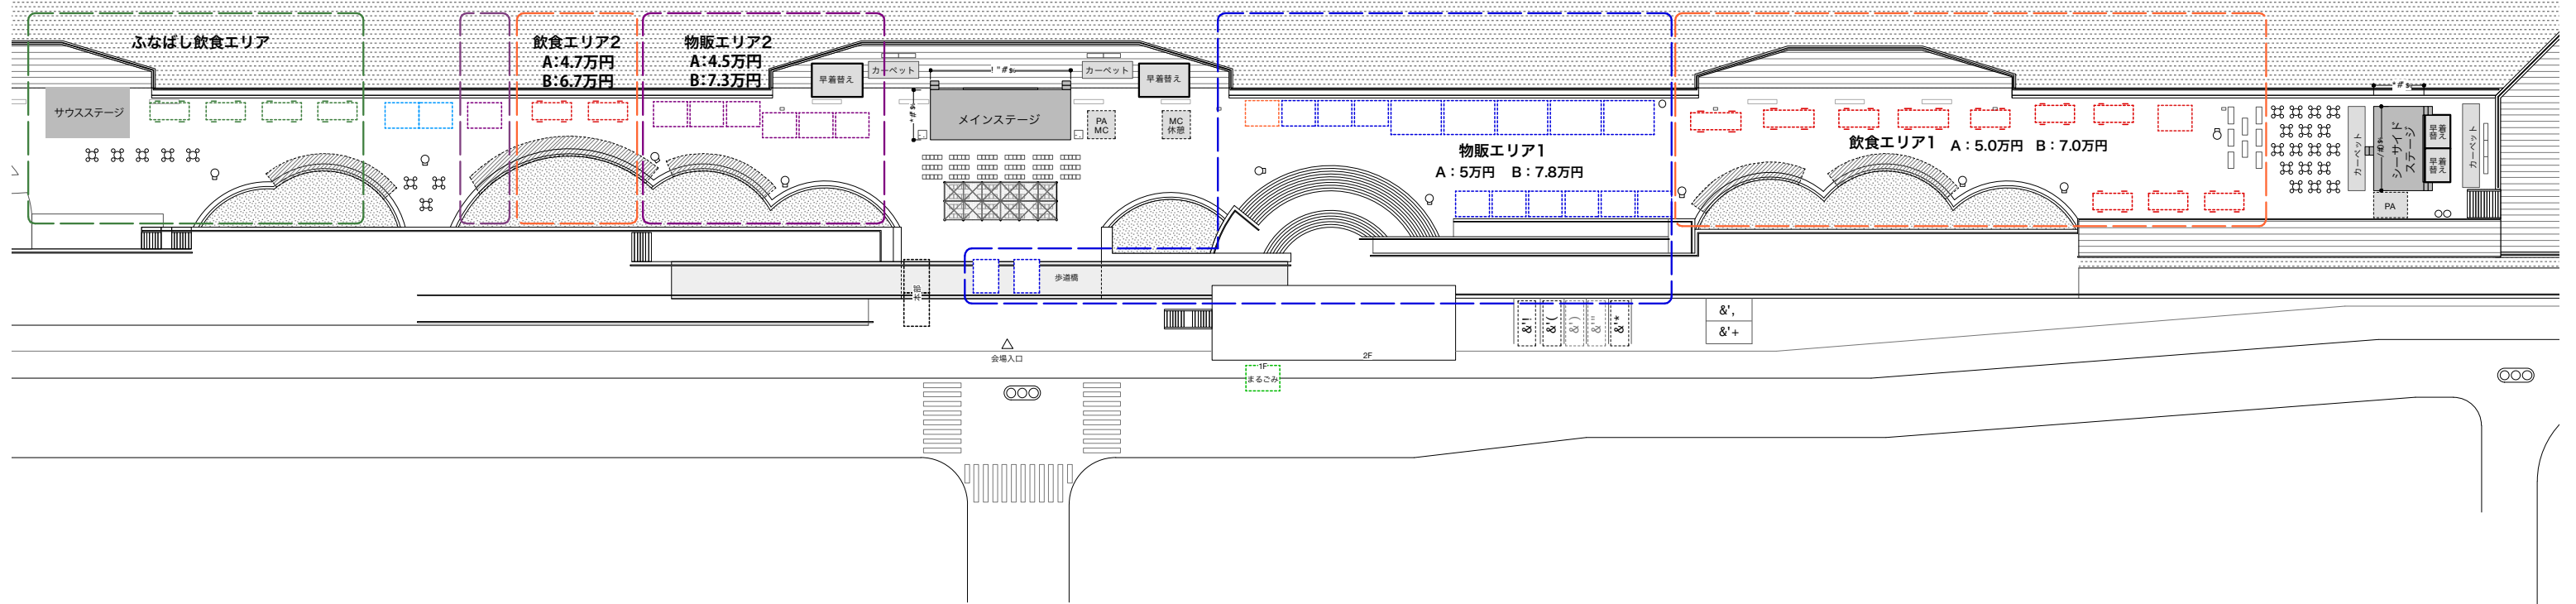 ふなばし飲食エリア
飲食エリア2
A:4.7万円
B:6.7万円
物販エリア2
A:4.5万円
B:7.3万円
サウスステージ
早着替え
カーペット
メインステージ
カーペット
早着替え
PA
MC
MC
休憩
物販エリア1
A：5万円　B：7.8万円
飲食エリア1　A：5.0万円　B：7.0万円
カーペット
シーサイド
ステージ
早着
替え
早着
替え
カーペット
PA
歩道橋
会場入口
2F
1F
まるごみ
&',
&'+